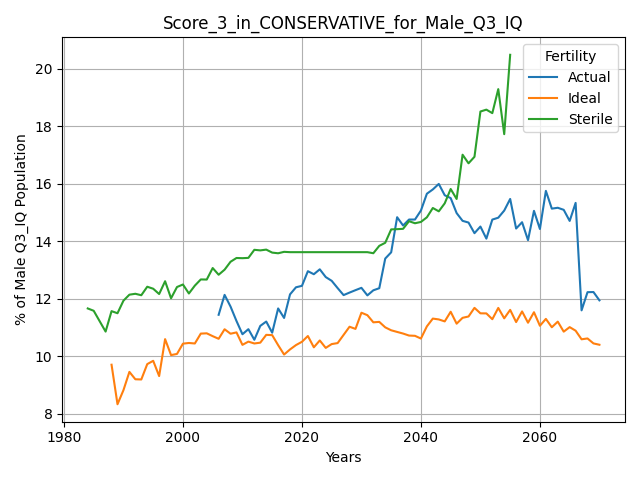 Score_3_in_CONSERVATIVE_for_Male_Q3_IQ
% of Male Q3_IQ Population
20
18
16
14
12
10
8
Fertility
Actual
Ideal
Sterile
1980
2000
2020
2040
2060
Years